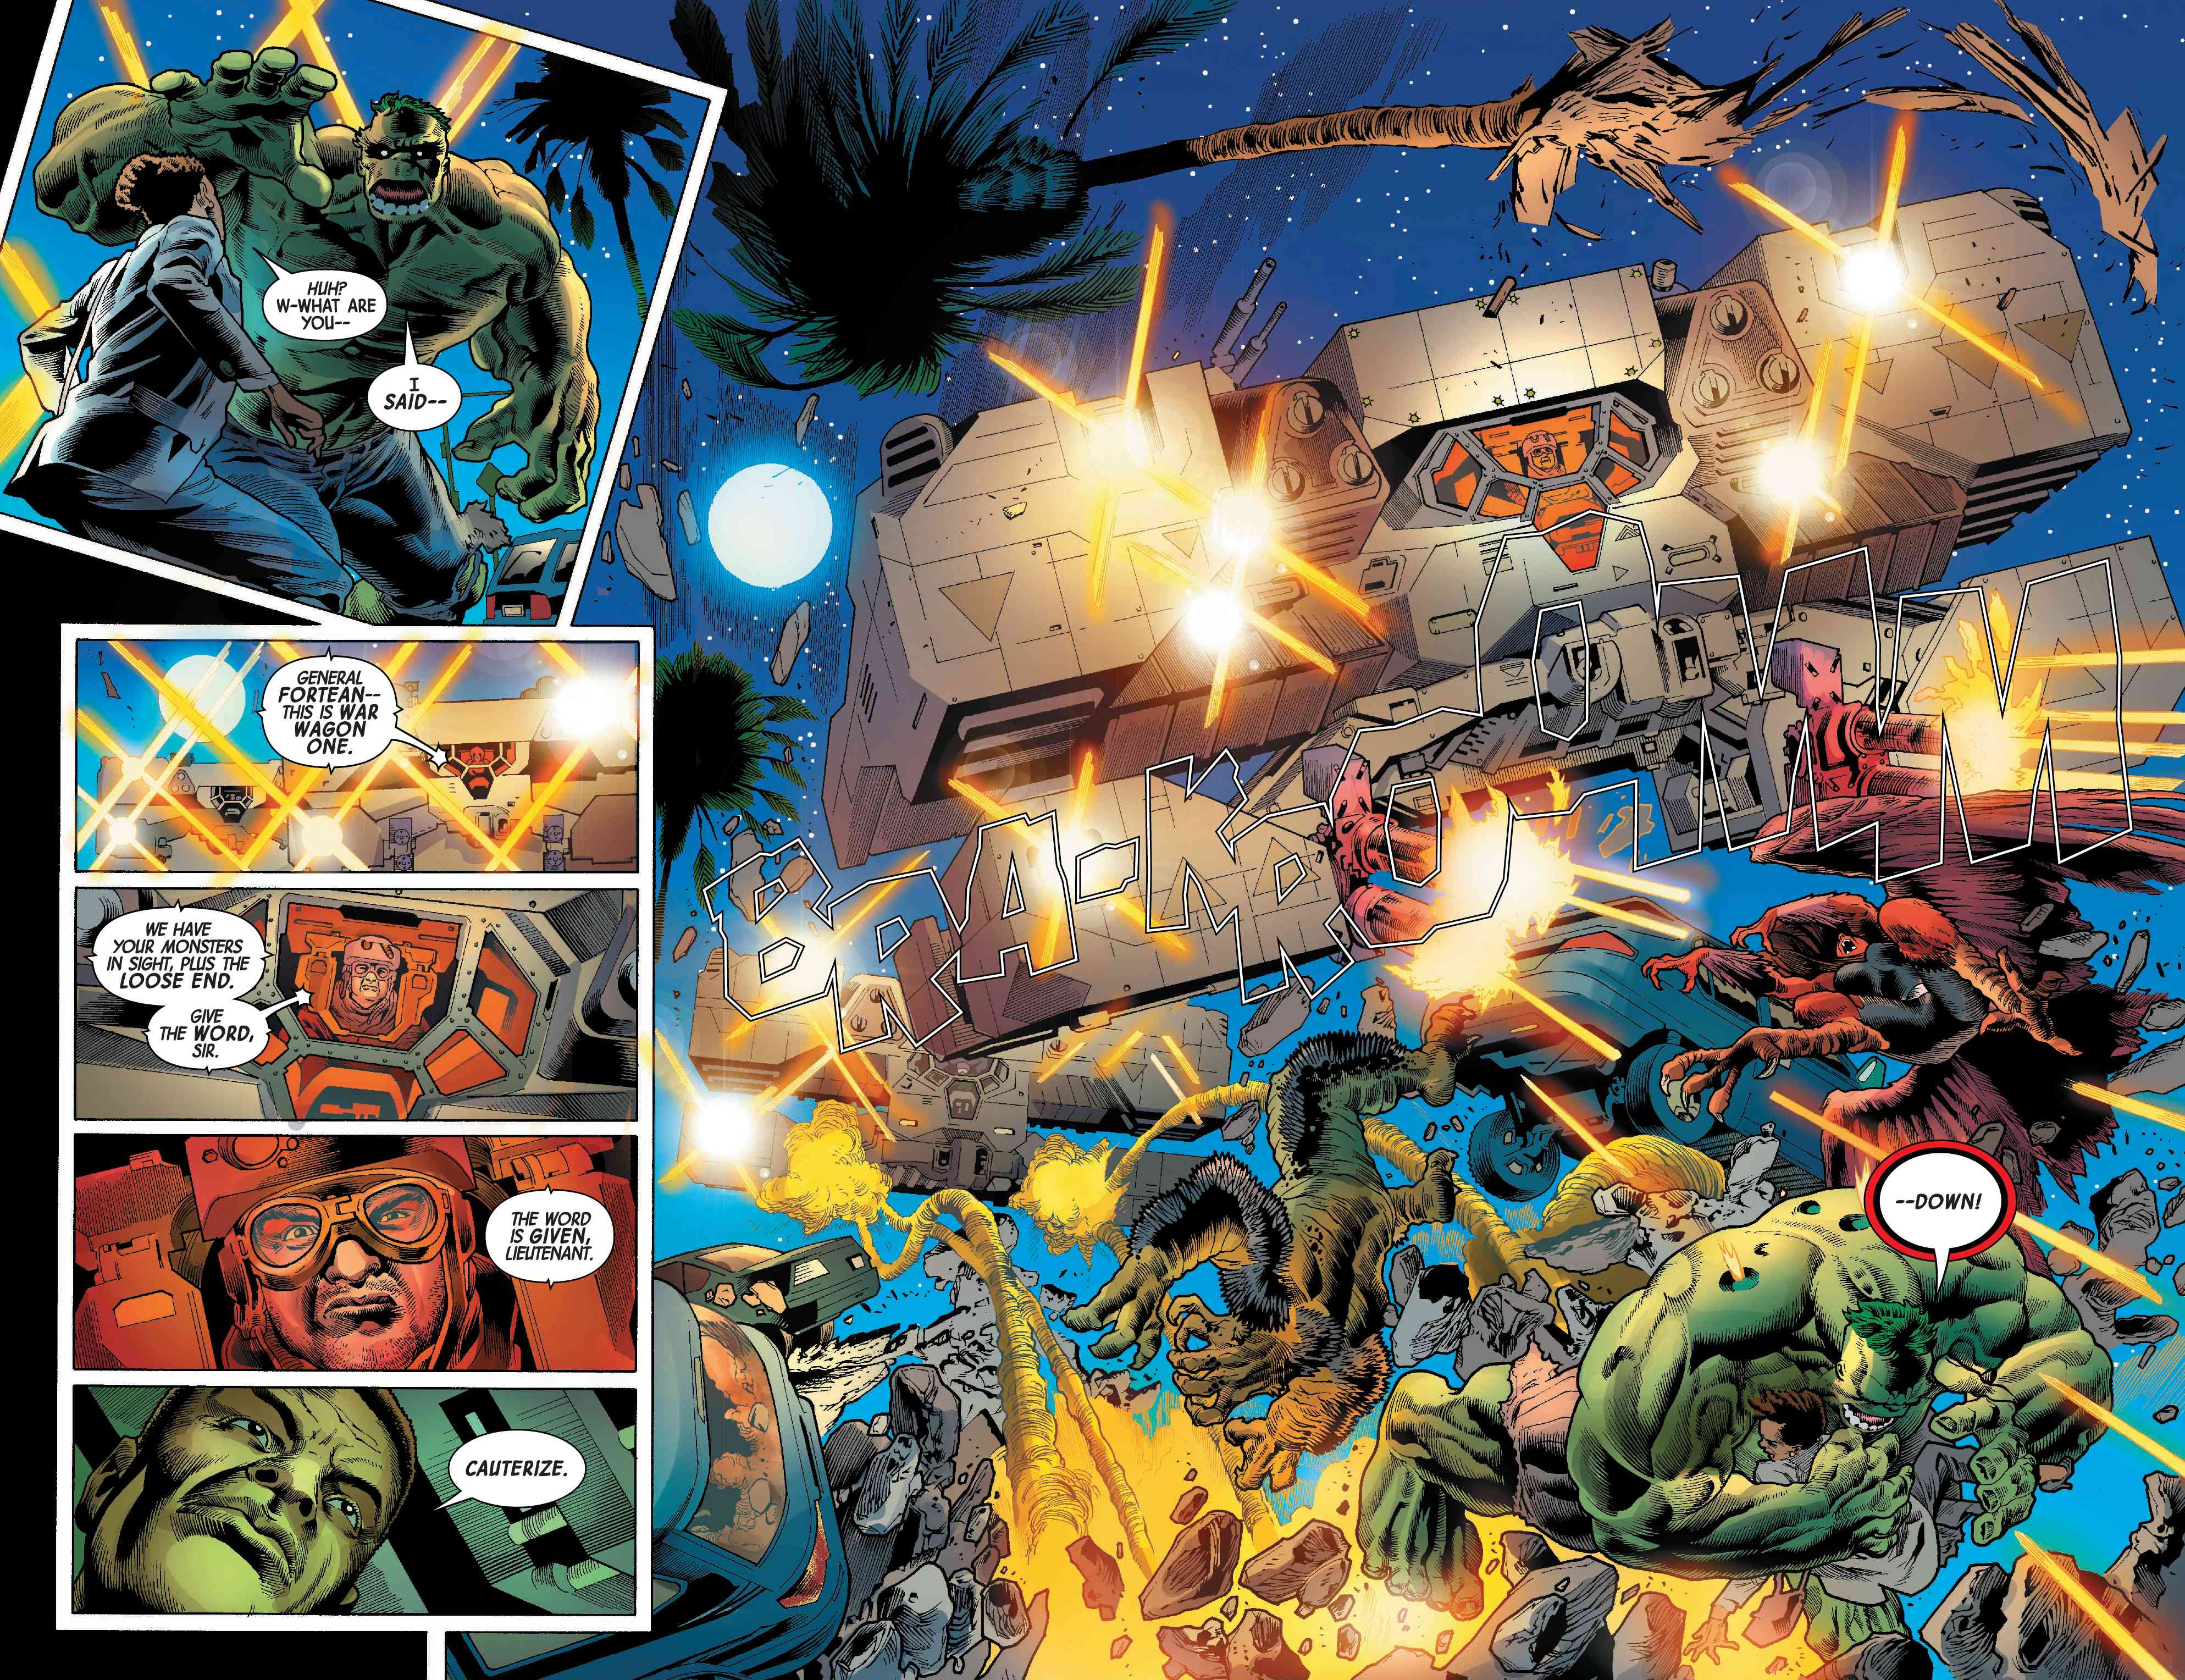 HUH?
W-WHAT ARE
YOU--
I
SAID--
GENERAL
FORTEAN--
THIS IS WAR
WAGON
ONE.
WE HAVE
YOUR MONSTERS
IN SIGHT, PLUS THE
LOOSE END.
GIVE
THE WORD,
SIR.
THE WORD
IS GIVEN,
LIEUTENANT.
CAUTERIZE.
BRA-KOOMM
--DOWN!